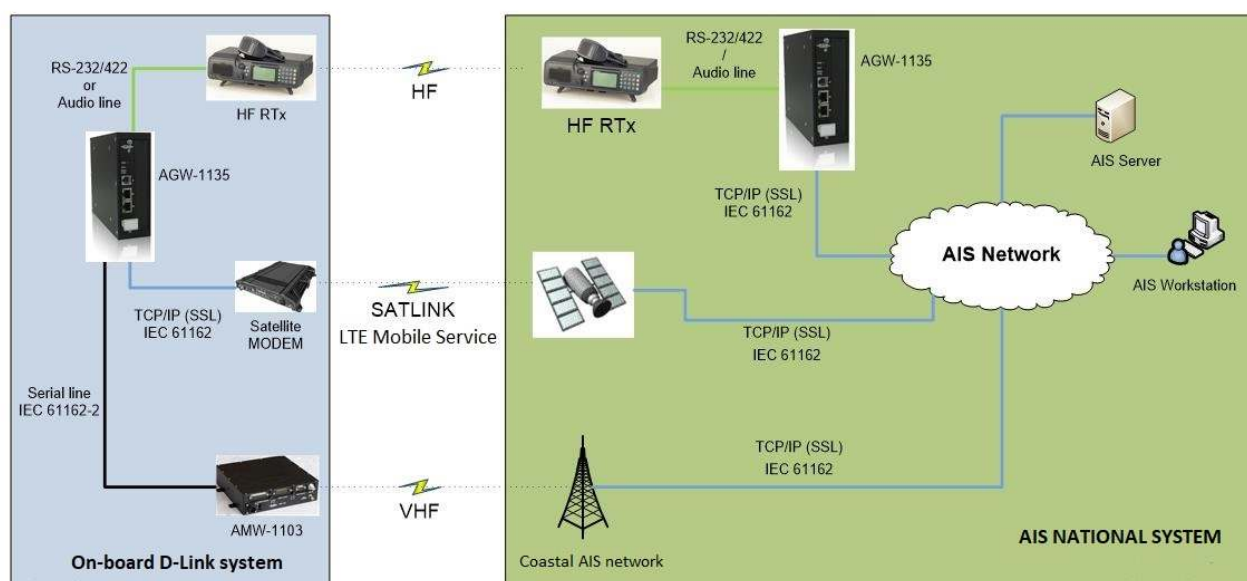 RS-232/422
or
Audio line
HF RTx
AGW-1135
TCP/IP (SSL)
IEC 61162
Satellite
MODEM
Serial line
IEC 61162-2
AMW-1103
On-board D-Link system
HF
SATLINK
LTE Mobile Service
VHF
RS-232/422
/
Audio line
HF RTx
AGW-1135
TCP/IP (SSL)
IEC 61162
AIS Server
AIS Network
AIS Workstation
TCP/IP (SSL)
IEC 61162
TCP/IP (SSL)
IEC 61162
Coastal AIS network
AIS NATIONAL SYSTEM